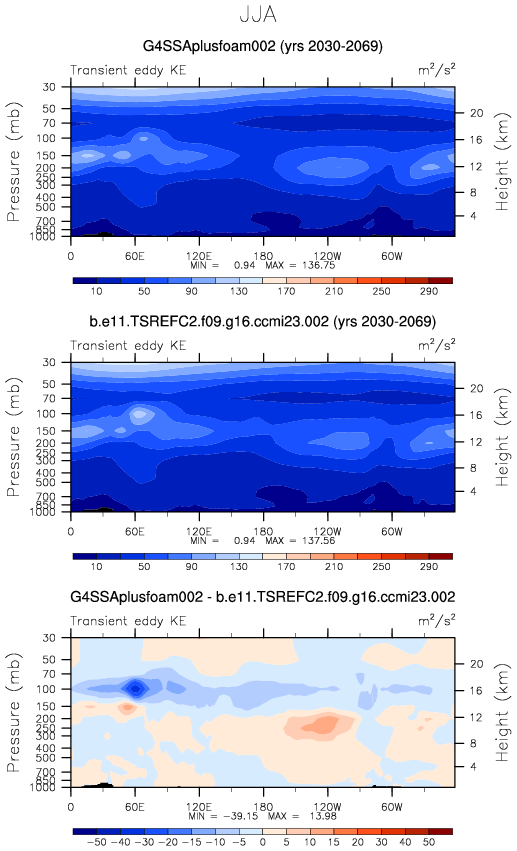 JJA
G4SSAplusfoam002 (yrs 2030-2069)
Transient eddy KE m²/s²
Pressure (mb)
30
50
70
100
150
200
250
300
400
500
700
850
1000
Height (km)
20
16
12
8
4
0 60E 120E 180 120W 60W
MIN = 0.94 MAX = 136.75
10 50 90 130 170 210 250 290
b.e11.TSREFC2.f09.g16.ccmi23.002 (yrs 2030-2069)
Transient eddy KE m²/s²
Pressure (mb)
30
50
70
100
150
200
250
300
400
500
700
850
1000
Height (km)
20
16
12
8
4
0 60E 120E 180 120W 60W
MIN = 0.94 MAX = 137.56
10 50 90 130 170 210 250 290
G4SSAplusfoam002 - b.e11.TSREFC2.f09.g16.ccmi23.002
Transient eddy KE m²/s²
Pressure (mb)
30
50
70
100
150
200
250
300
400
500
700
850
1000
Height (km)
20
16
12
8
4
0 60E 120E 180 120W 60W
MIN = -39.15 MAX = 13.98
-50 -40 -30 -20 -15 -10 -5 0 5 10 15 20 30 40 50